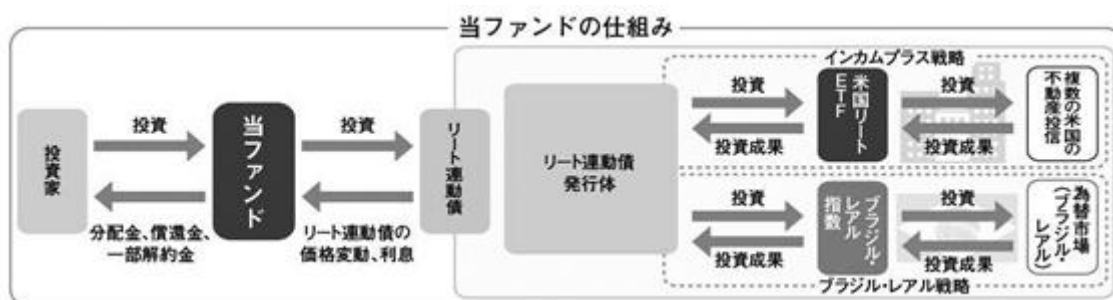 当ファンドの仕組み
インカムプラス戦略
投資家
投資
分配金、償還金、
一部解約金
当ファンド
投資
リート連動債の
価格変動、利息
リート連動債
リート連動債
発行体
投資
投資成果
米国リート
ETF
投資
投資成果
複数の米国の
不動産投信
投資
投資成果
ブラジル・
レアル
指数
投資
投資成果
為替市場
(ブラジル・
レアル)
ブラジル・レアル戦略